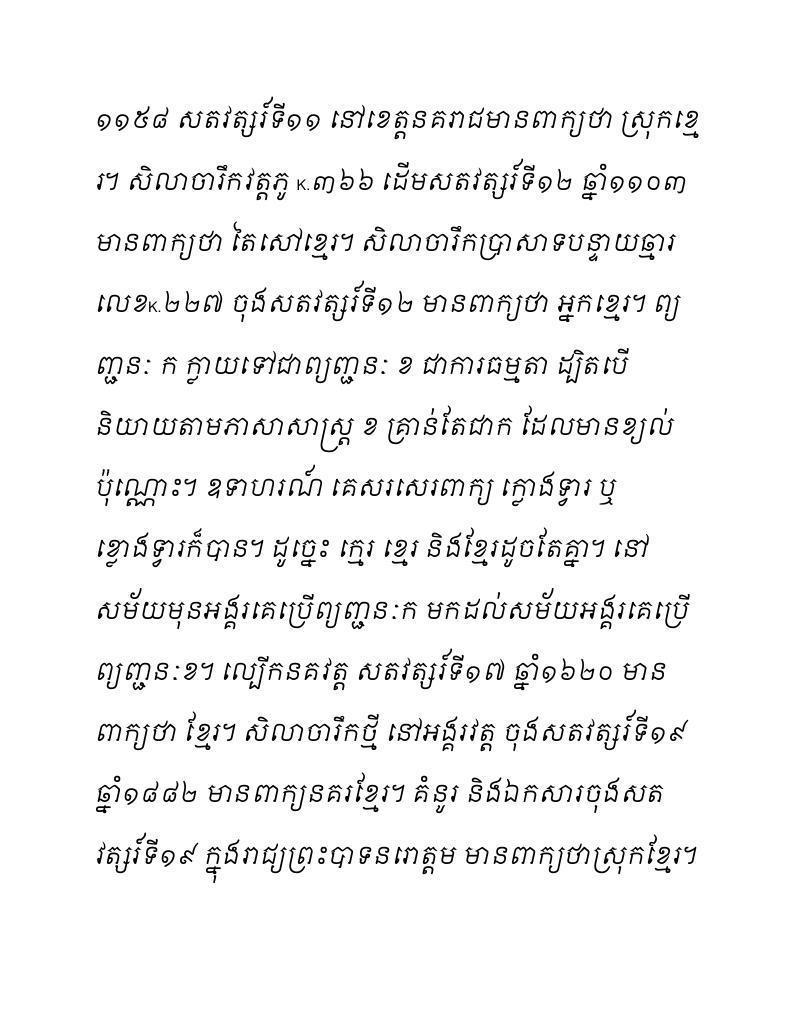 ១១៥៨ សតវត្សរ៍ទី១១ នៅខេត្តនគរាជមានពាក្យថា ស្រុកខ្មេ
រ។ សិលាចារឹកវត្តភូ K.៣៦៦ ដើមសតវត្សរ៍ទី១២ ឆ្នាំ១១០៣
មានពាក្យថា តៃសៅខ្មេរ។ សិលាចារឹកប្រាសាទបន្ទាយឆ្មារ
លេខK.២២៧ ចុងសតវត្សរ៍ទី១២ មានពាក្យថា អ្នកខ្មេរ។ ព្យ
ញ្ជនៈ ក ក្លាយទៅជាព្យញ្ជនៈ ខ ជាការធម្មតា ដ្បិតបើ
និយាយតាមភាសាសាស្ត្រ ខ គ្រាន់តែជាក ដែលមានខ្យល់
ប៉ុណ្ណោះ។ ឧទាហរណ៍ គេសរសេរពាក្យ ក្លោងទ្វារ ឬ
ខ្លោងទ្វារក៏បាន។ ដូច្នេះ ក្មេរ ខ្មេរ និងខ្មែរដូចតែគ្នា។ នៅ
សម័យមុនអង្គរគេប្រើព្យញ្ជនៈក មកដល់សម័យអង្គរគេប្រើ
ព្យញ្ជនៈខ។ ល្បើកនគវត្ត សតវត្សរ៍ទី១៧ ឆ្នាំ១៦២០ មាន
ពាក្យថា ខ្មែរ។ សិលាចារឹកថ្មី នៅអង្គរវត្ត ចុងសតវត្សរ៍ទី១៩
ឆ្នាំ១៨៨២ មានពាក្យនគរខ្មែរ។ គំនូរ និងឯកសារចុងសត
វត្សរ៍ទី១៩ ក្នុងរាជ្យព្រះបាទនរោត្តម មានពាក្យថាស្រុកខ្មែរ។